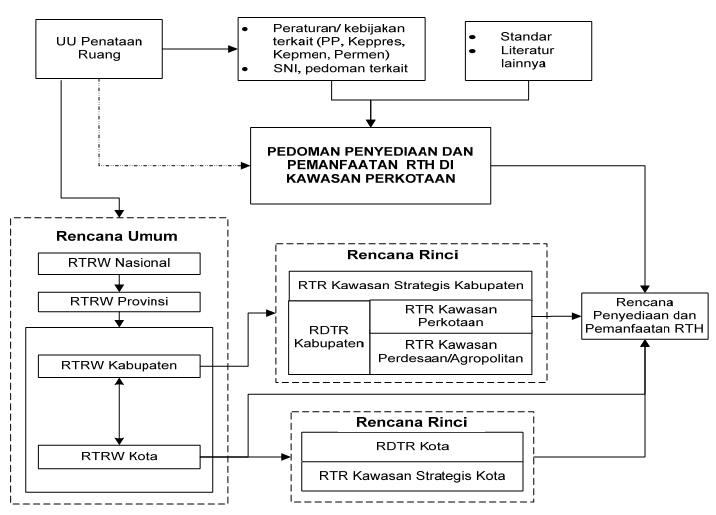 UU Penataan
Ruang
• Peraturan/ kebijakan
terkait (PP, Keppres,
Kepmen, Permen)
• SNI, pedoman terkait
• Standar
• Literatur
lainnya
PEDOMAN PENYEDIAAN DAN
PEMANFAATAN RTH DI
KAWASAN PERKOTAAN
Rencana Umum
RTRW Nasional
RTRW Provinsi
RTRW Kabupaten
RTRW Kota
Rencana Rinci
RTR Kawasan Strategis Kabupaten
RDTR
Kabupaten
RTR Kawasan
Perkotaan
RTR Kawasan
Perdesaan/Agropolitan
Rencana Rinci
RDTR Kota
RTR Kawasan Strategis Kota
Rencana
Penyediaan dan
Pemanfaatan RTH